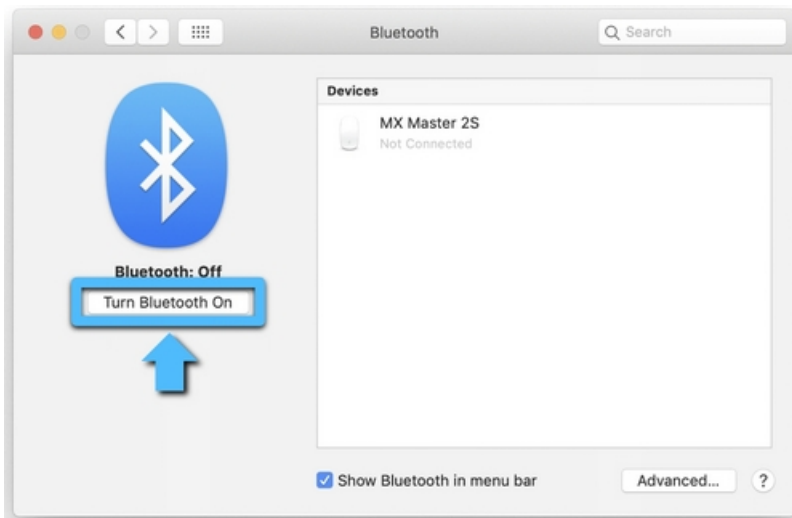 Bluetooth
Search
Devices
MX Master 2S
Not Connected
Bluetooth: Off
Turn Bluetooth On
Show Bluetooth in menu bar
Advanced...
?